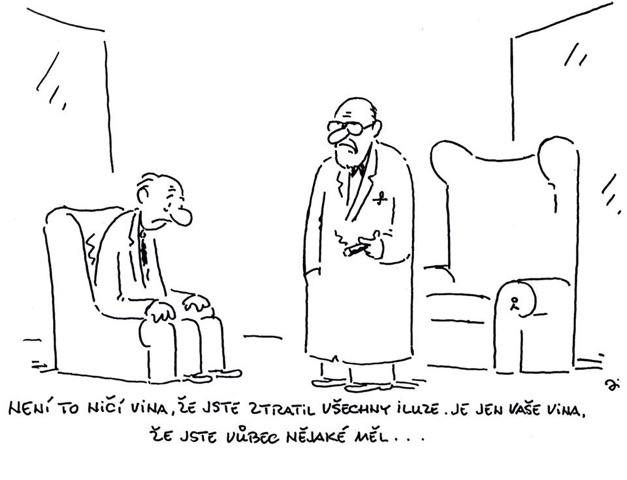 NENÍ TO NIČÍ VINA, ŽE JSTE ZTRATIL VŠECHNY ILUZE. JE JEN VAŠE VINA,
ŽE JSTE VŮBEC NĚJAKÉ MĚL...